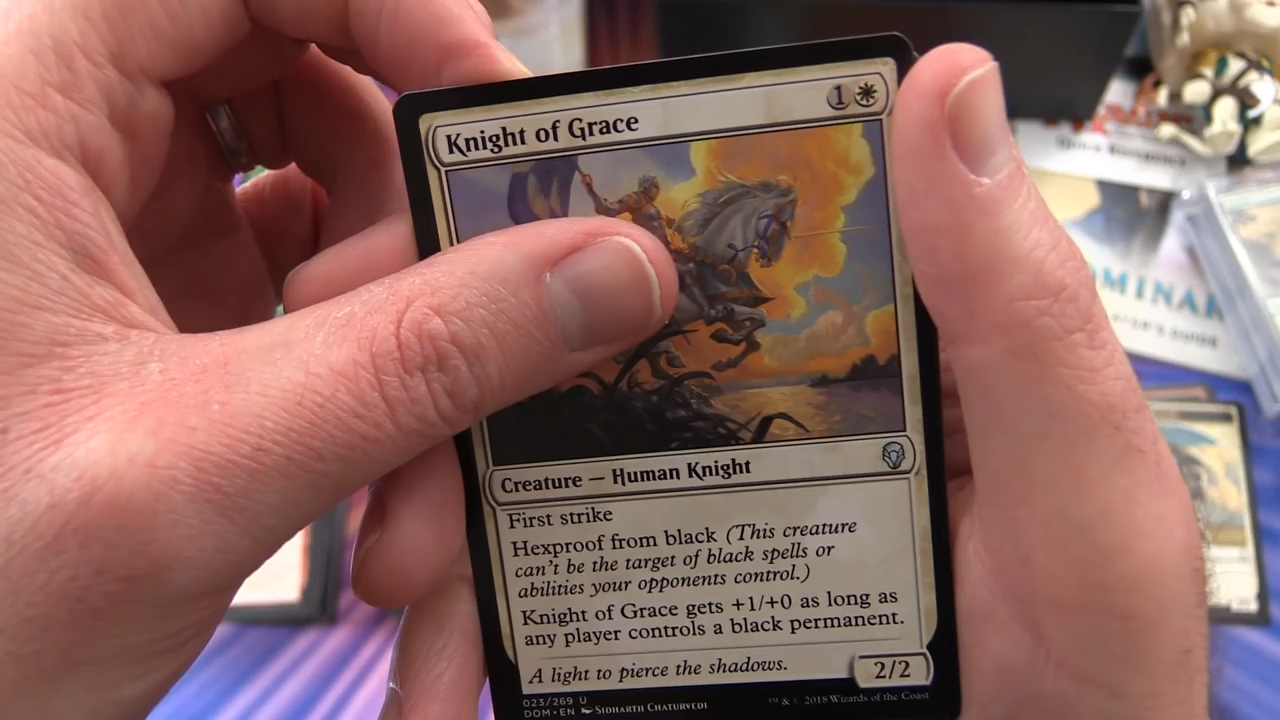 Knight of Grace
1
Creature — Human Knight
First strike
Hexproof from black (This creature
can't be the target of black spells or
abilities your opponents control.)
Knight of Grace gets +1/+0 as long as
any player controls a black permanent.
A light to pierce the shadows.
2/2
023/269 U
DOM • EN Sidharth Chaturvedi
™ & © 2018 Wizards of the Coast
OMINAR
GUIDE